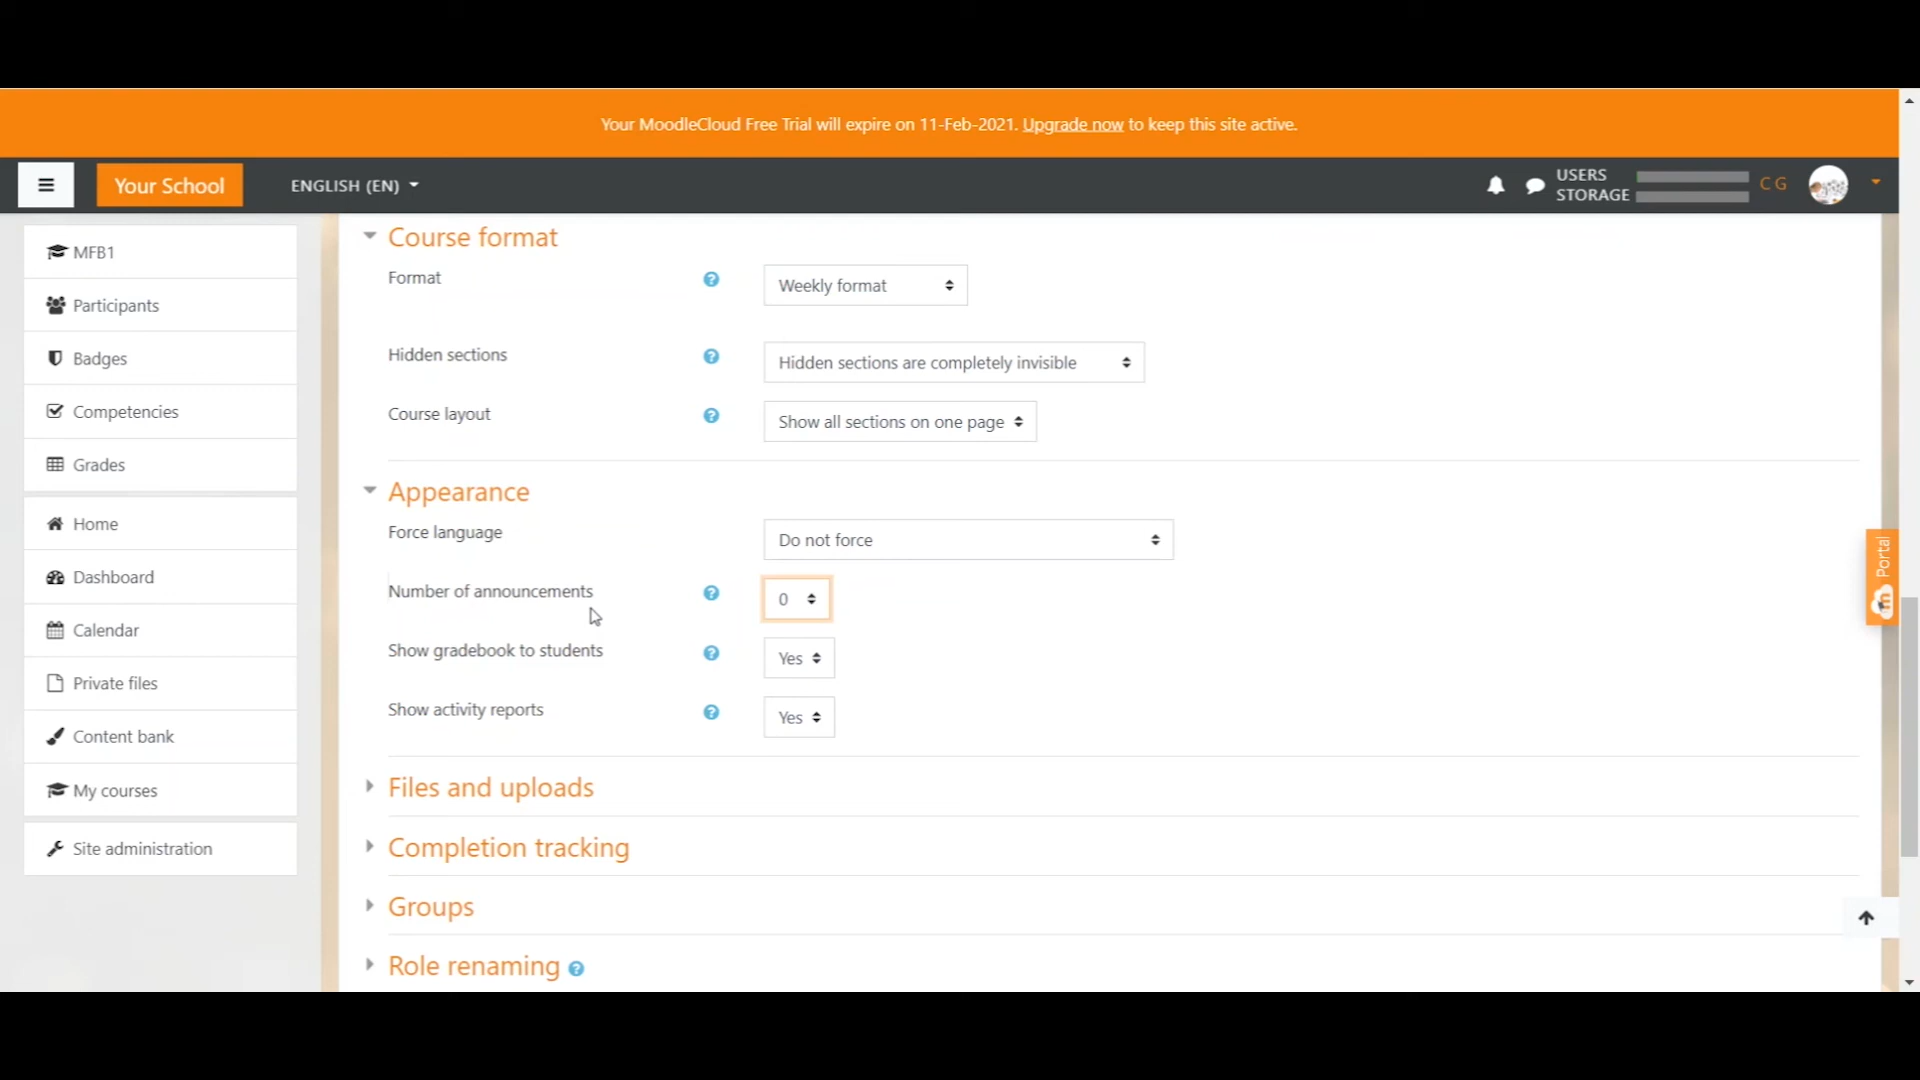 Your MoodleCloud Free Trial will expire on 11-Feb-2021. Upgrade now to keep this site active.
Your School
ENGLISH (EN)
USERS
STORAGE
C G
MFB1
Participants
Badges
Competencies
Grades
Home
Dashboard
Calendar
Private files
Content bank
My courses
Site administration
Course format
Format
Weekly format
Hidden sections
Hidden sections are completely invisible
Course layout
Show all sections on one page
Appearance
Force language
Do not force
Number of announcements
0
Show gradebook to students
Yes
Show activity reports
Yes
Files and uploads
Completion tracking
Groups
Role renaming
Portal